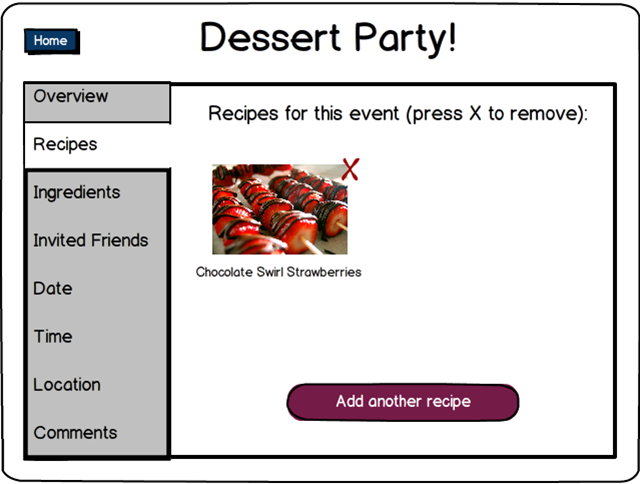 Home
Dessert Party!
Overview
Recipes
Ingredients
Invited Friends
Date
Time
Location
Comments
Recipes for this event (press X to remove):
X
Chocolate Swirl Strawberries
Add another recipe